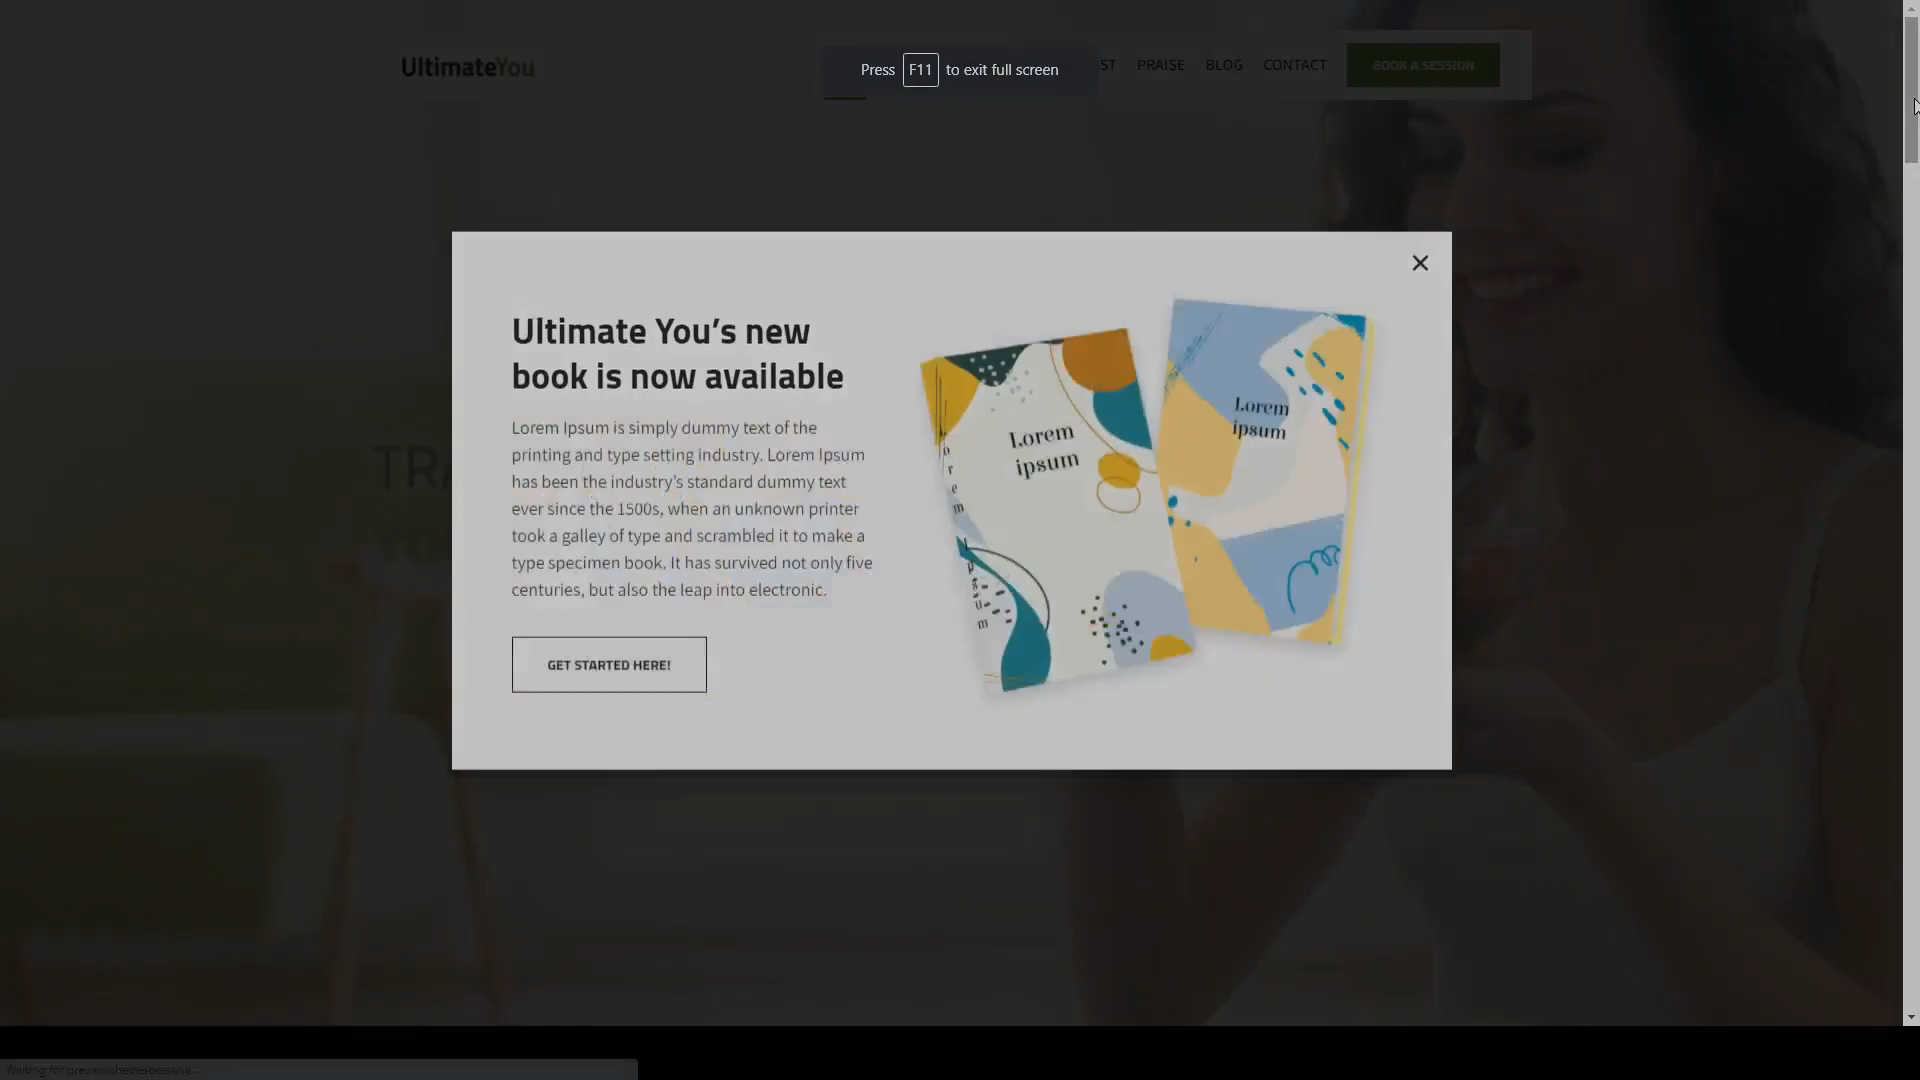 UltimateYou
Press F11 to exit full screen
ST PRAISE BLOG CONTACT
BOOK A SESSION
Ultimate You’s new
book is now available
Lorem Ipsum is simply dummy text of the
printing and type setting industry. Lorem Ipsum
has been the industry’s standard dummy text
ever since the 1500s, when an unknown printer
took a galley of type and scrambled it to make a
type specimen book. It has survived not only five
centuries, but also the leap into electronic.
GET STARTED HERE!
Lorem
ipsum
Lorem
Ipsum
Lorem
ipsum
TRA
YOU